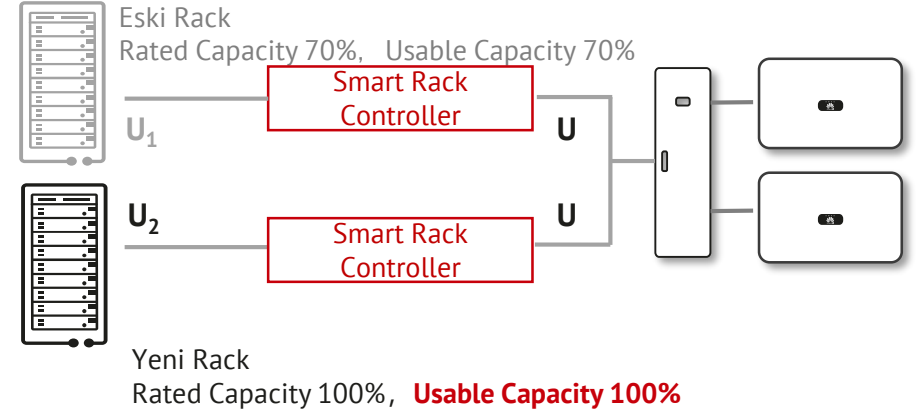 Eski Rack
Rated Capacity 70%, Usable Capacity 70%
Smart Rack
Controller
U₁
U
U₂
U
Smart Rack
Controller
Yeni Rack
Rated Capacity 100%, Usable Capacity 100%